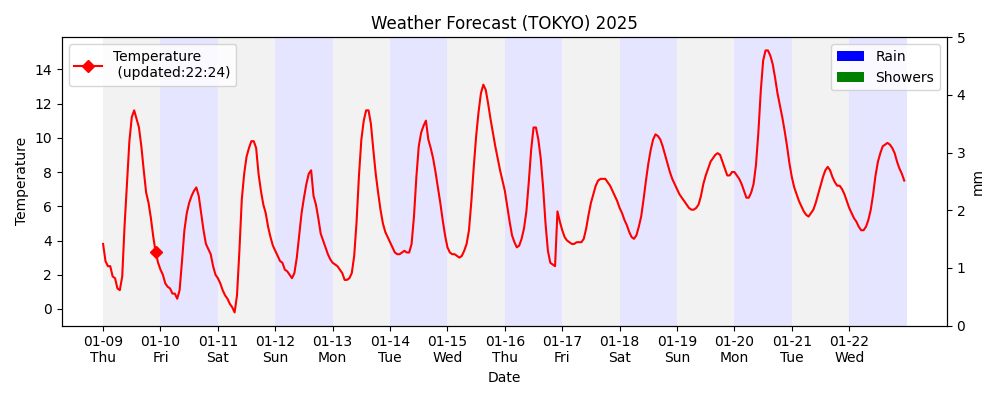 Weather Forecast (TOKYO) 2025
Temperature
(updated:22:24)
Rain
Showers
Temperature
14
12
10
8
6
4
2
0
5
4
3
2
1
0
mm
01-09 01-10 01-11 01-12 01-13 01-14 01-15 01-16 01-17 01-18 01-19 01-20 01-21 01-22
Thu Fri Sat Sun Mon Tue Wed Thu Fri Sat Sun Mon Tue Wed
Date